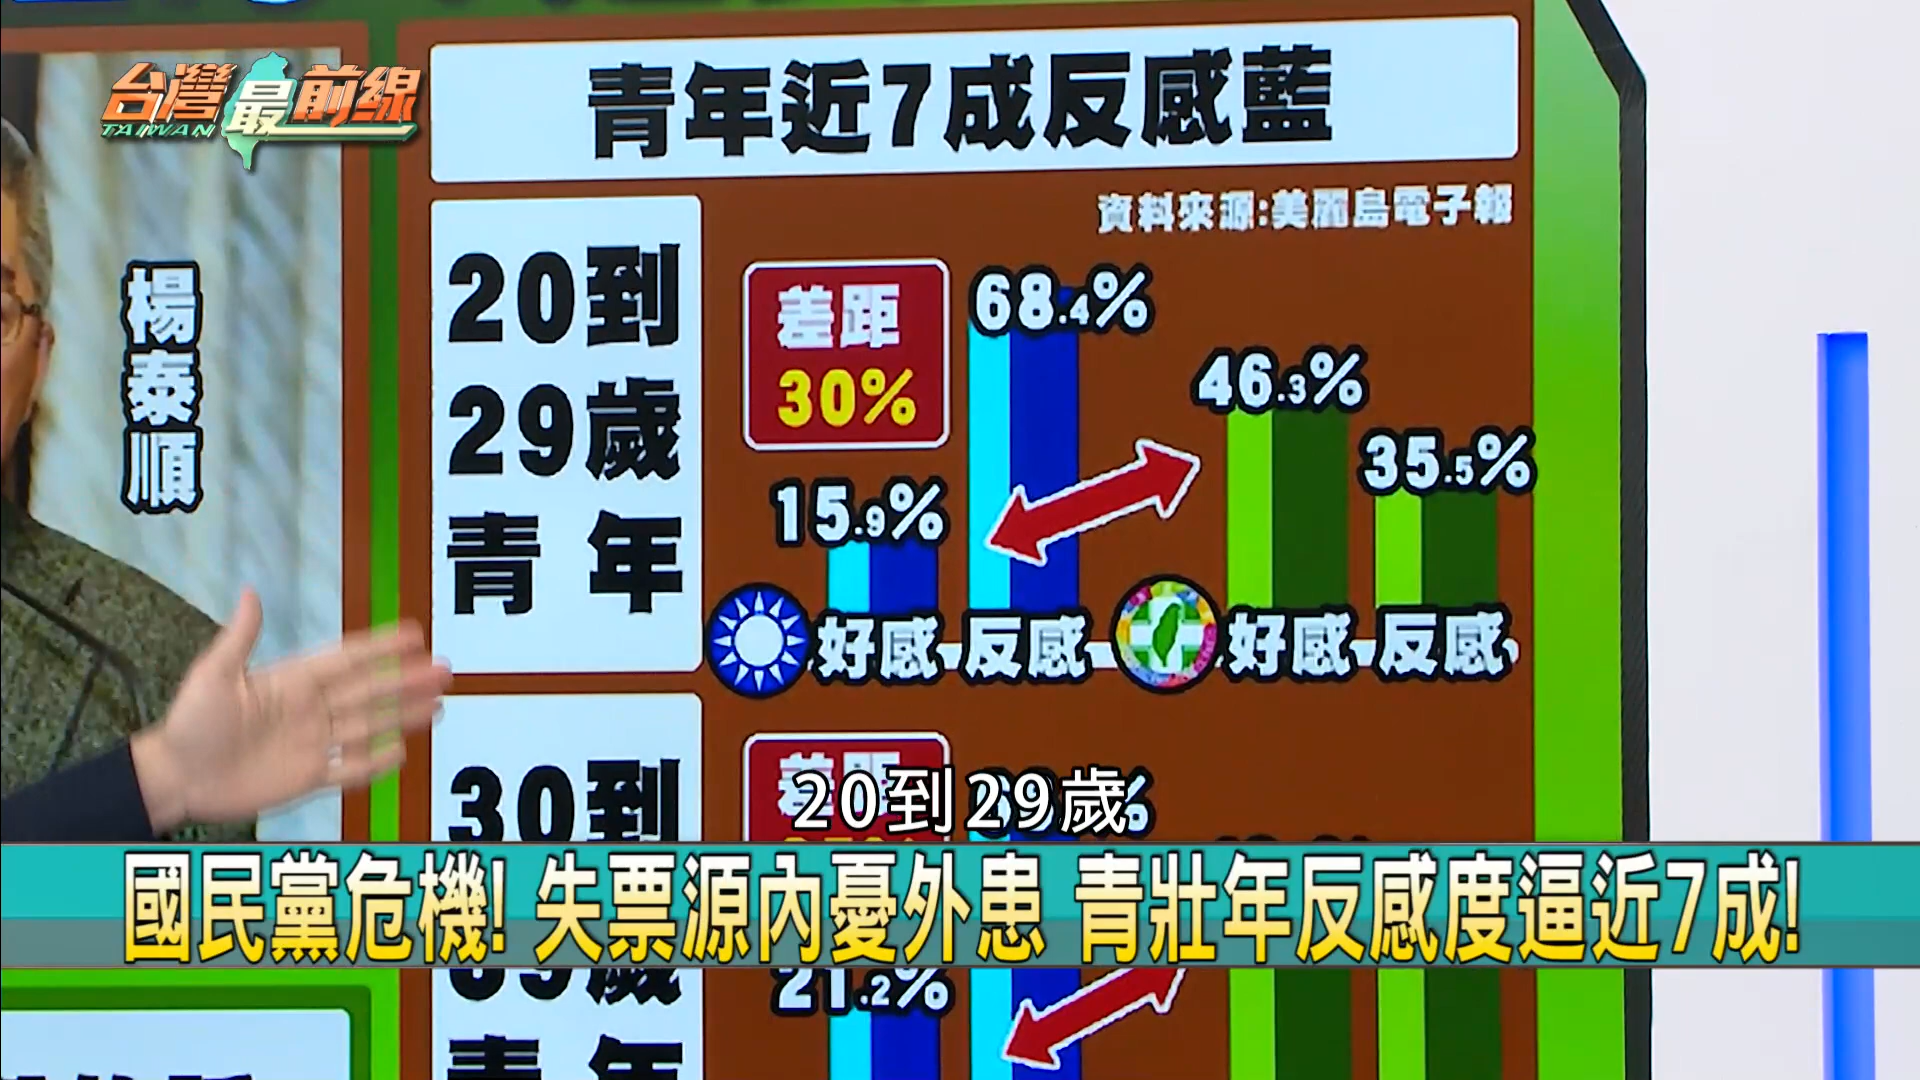 台灣最前線
TAIWAN
青年近7成反感藍
資料來源:美麗島電子報
楊泰順
20到
29歲
青年
差距
30%
15.9%
68.4%
46.3%
35.5%
好感
反感
好感
反感
30到
差距
20到29歲
國民黨危機! 失票源內憂外患 青壯年反感度逼近7成!
21.2%
青年